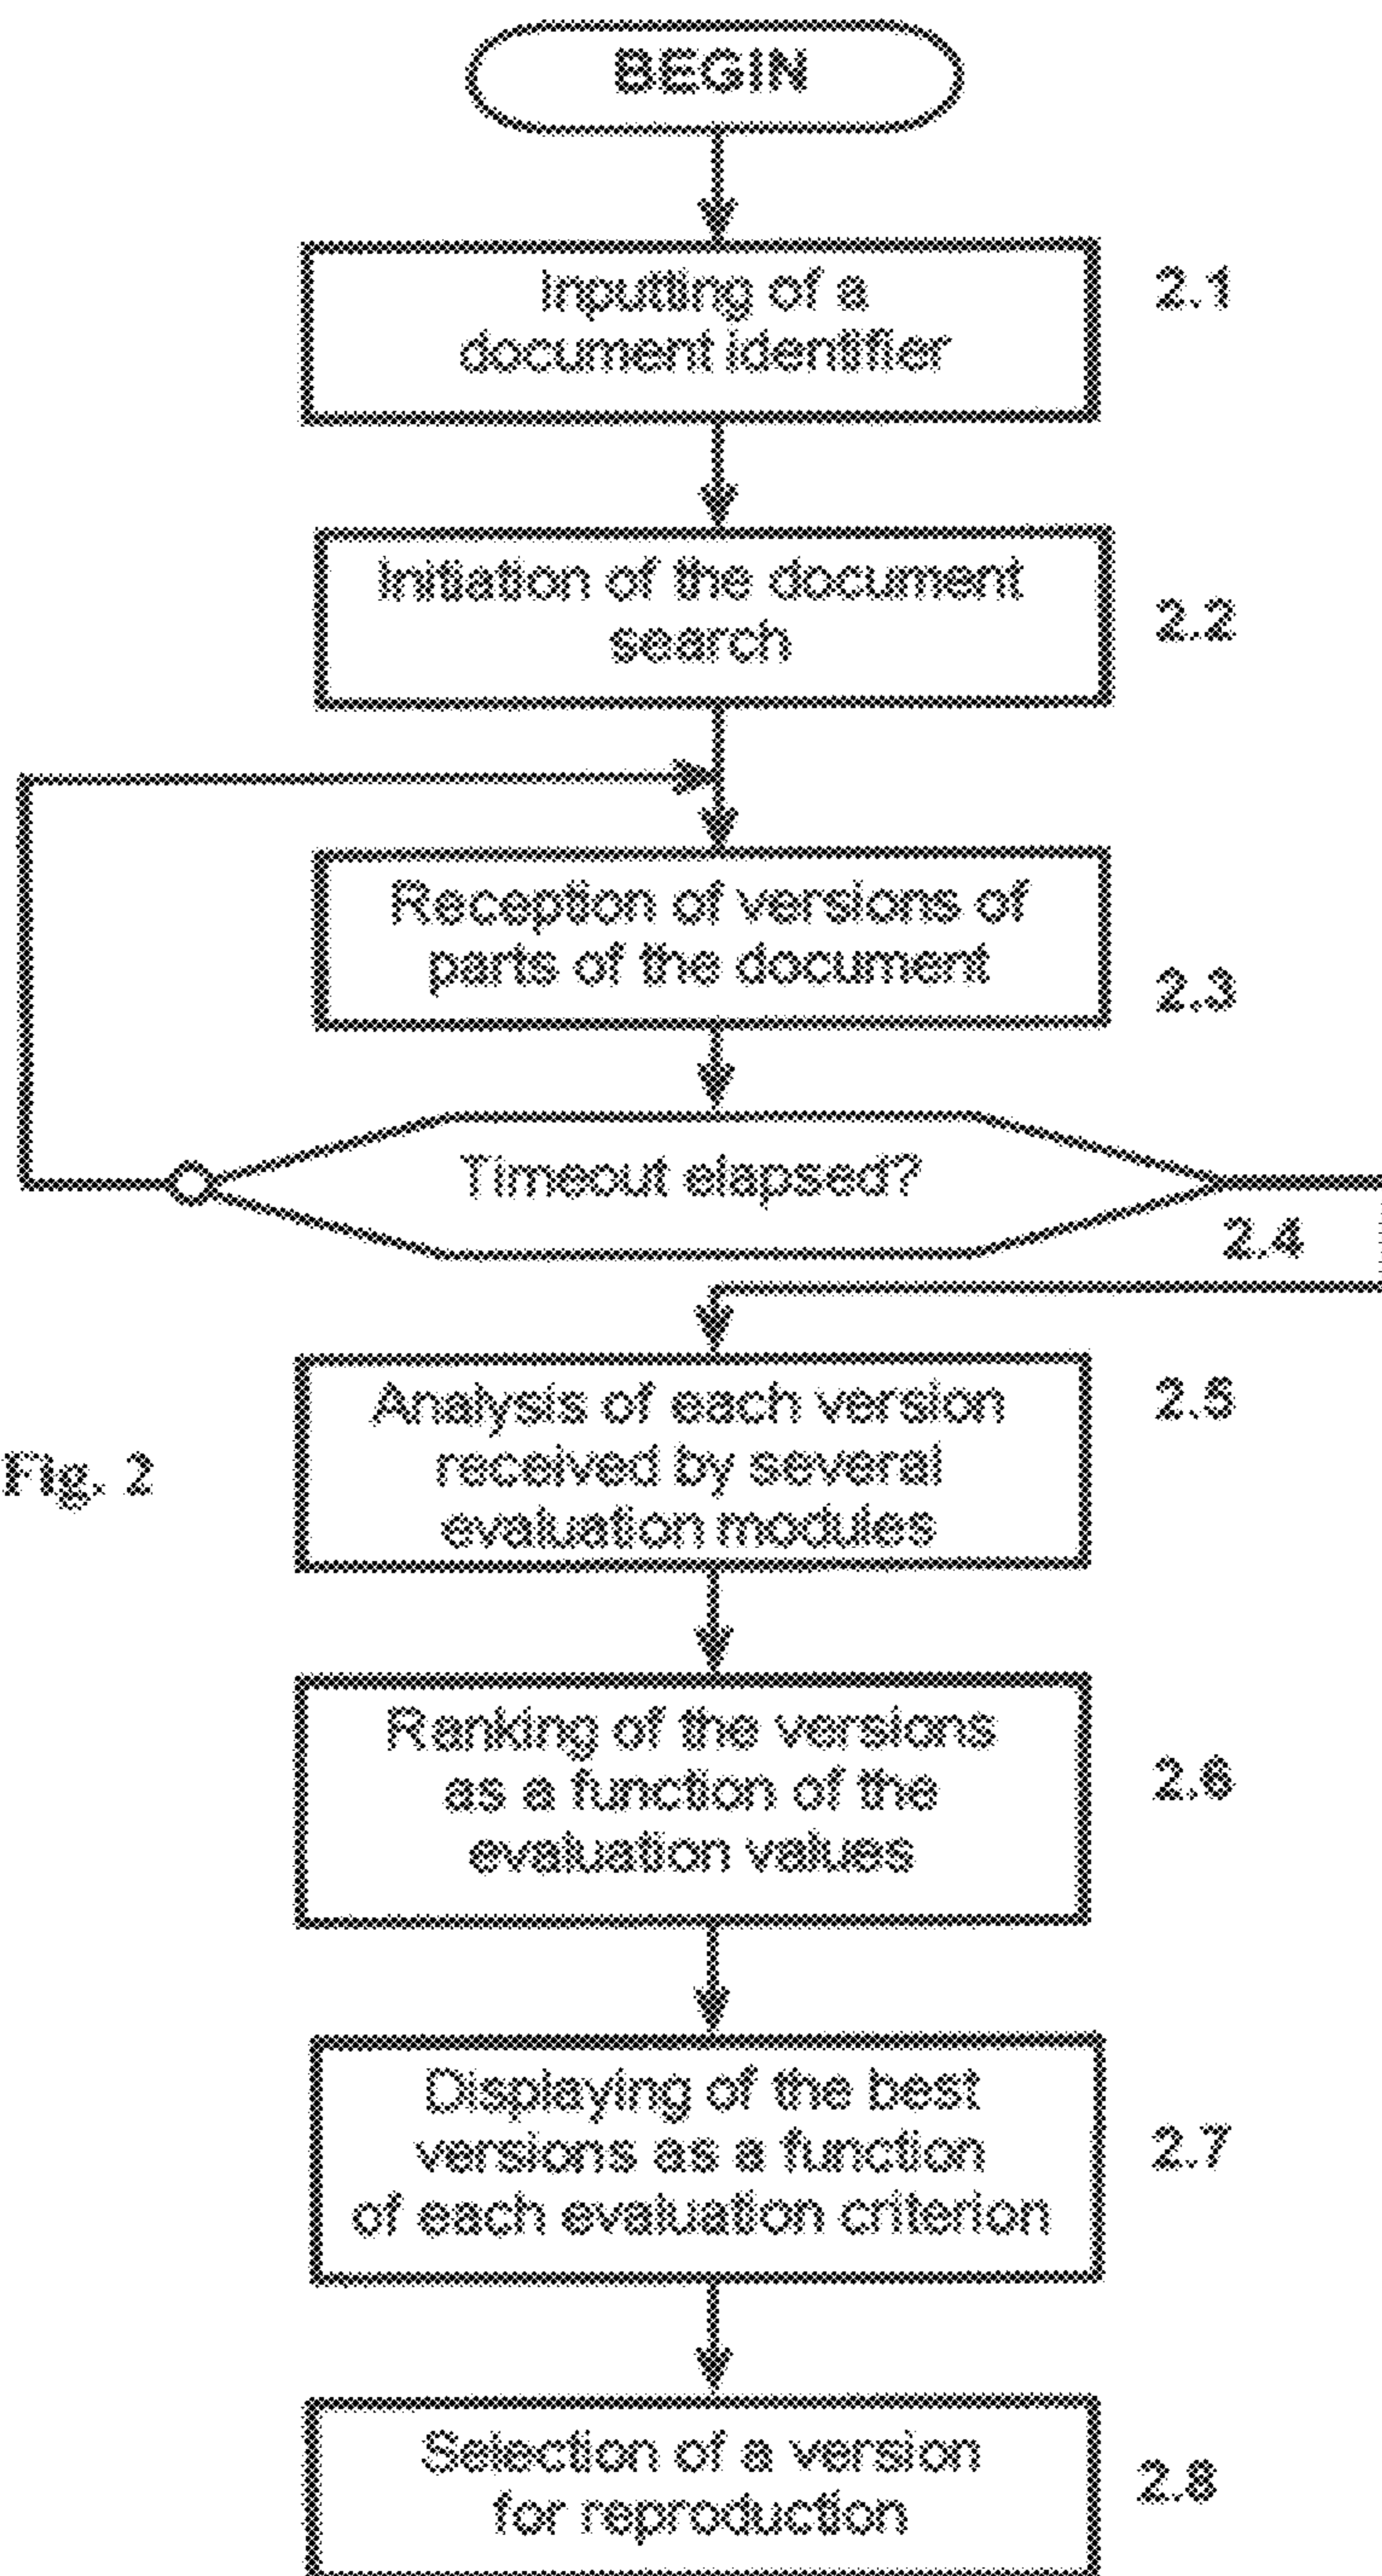 BEGIN
Inputting of a
document identifier
2.1
Initiation of the document
search
2.2
Reception of versions of
parts of the document
2.3
Timeout elapsed?
2.4
Analysis of each version
received by several
evaluation modules
2.5
Fig. 2
Ranking of the versions
as a function of the
evaluation values
2.6
Displaying of the best
versions as a function
of each evaluation criterion
2.7
Selection of a version
for reproduction
2.8